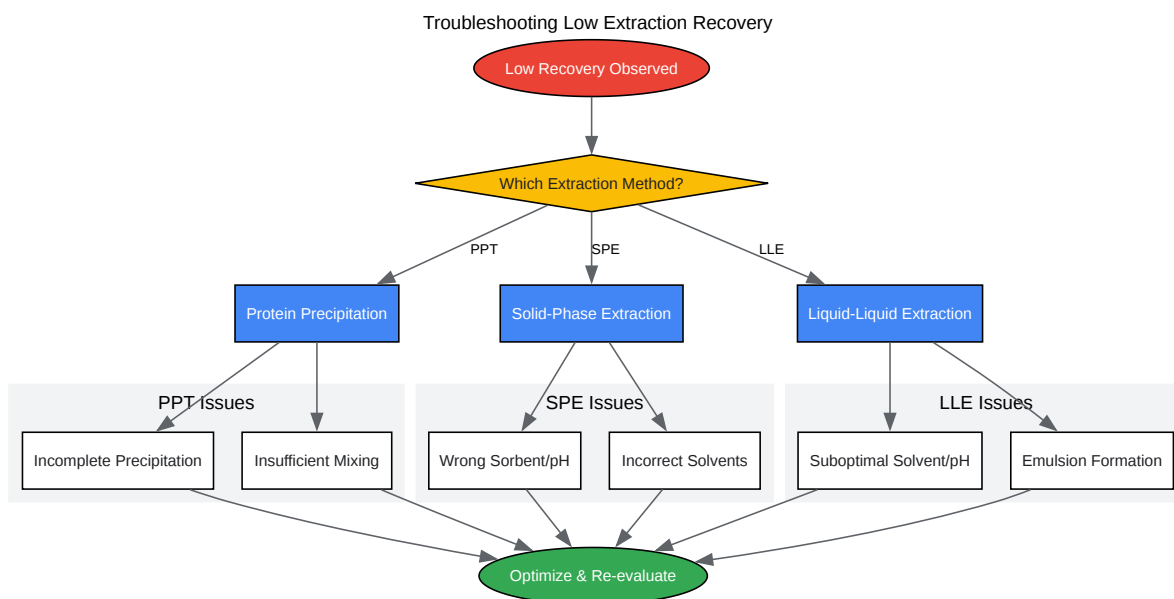 Troubleshooting Low Extraction Recovery
Low Recovery Observed
Which Extraction Method?
PPT
SPE
LLE
Protein Precipitation
Solid-Phase Extraction
Liquid-Liquid Extraction
PPT Issues
SPE Issues
LLE Issues
Incomplete Precipitation
Insufficient Mixing
Wrong Sorbent/pH
Incorrect Solvents
Suboptimal Solvent/pH
Emulsion Formation
Optimize & Re-evaluate